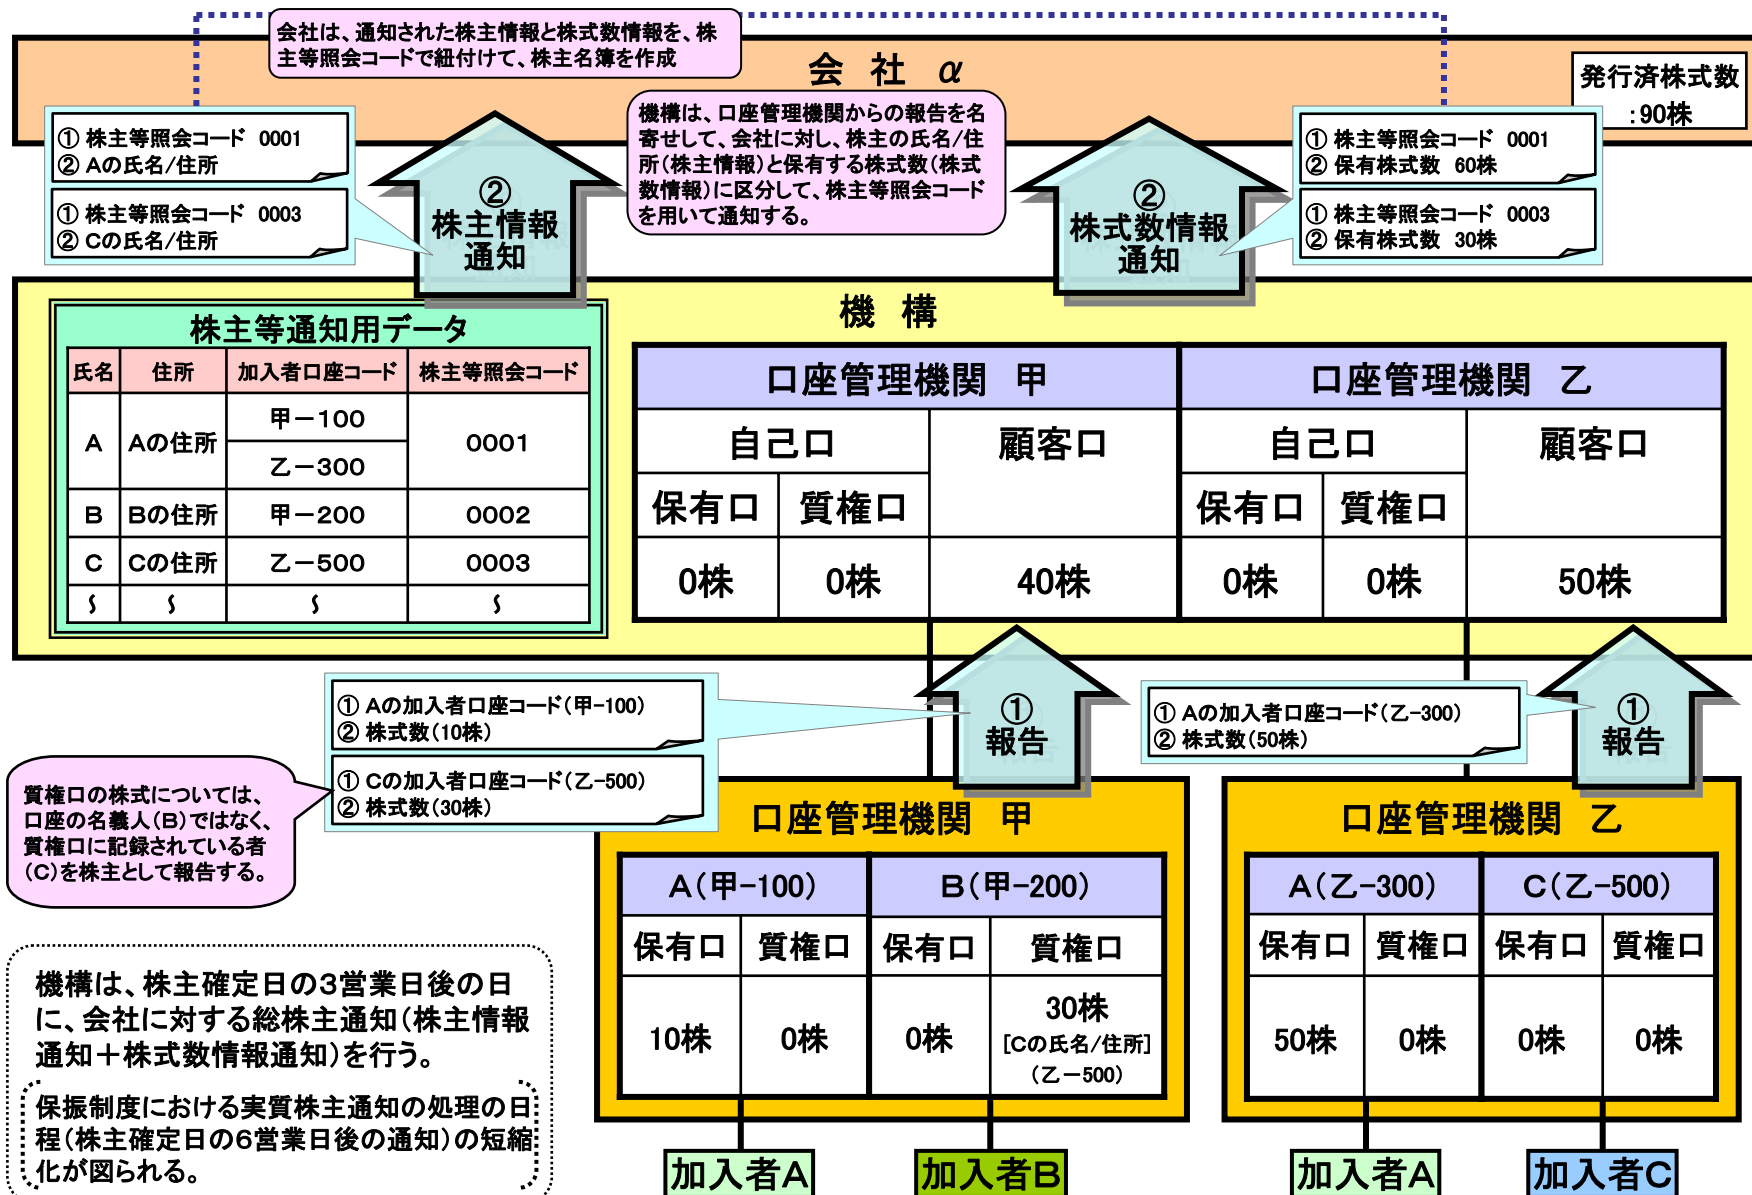 会社は、通知された株主情報と株式数情報を、株
主等照会コードで紐付けて、株主名簿を作成
会 社 α
発行済株式数
：90株
① 株主等照会コード 0001
② Aの氏名/住所
① 株主等照会コード 0003
② Cの氏名/住所
②
株主情報
通知
機構は、口座管理機関からの報告を名
寄せして、会社に対し、株主の氏名/住
所（株主情報）と保有する株式数（株式
数情報）に区分して、株主等照会コード
を用いて通知する。
②
株式数情報
通知
① 株主等照会コード 0001
② 保有株式数 60株
① 株主等照会コード 0003
② 保有株式数 30株
機 構
株主等通知用データ
氏名 住所 加入者口座コード 株主等照会コード
A Aの住所 甲－100 0001
乙－300
B Bの住所 甲－200 0002
C Cの住所 乙－500 0003
〜 〜 〜 〜
口座管理機関 甲 口座管理機関 乙
自己口 顧客口 自己口 顧客口
保有口 質権口 保有口 質権口
0株 0株 40株 0株 0株 50株
① Aの加入者口座コード（甲-100）
② 株式数（10株）
① Cの加入者口座コード（乙-500）
② 株式数（30株）
①
報告
① Aの加入者口座コード（乙-300）
② 株式数（50株）
①
報告
質権口の株式については、
口座の名義人（B）ではなく、
質権口に記録されている者
（C）を株主として報告する。
口座管理機関 甲
A（甲-100） B（甲-200）
保有口 質権口 保有口 質権口
10株 0株 0株 30株
[Cの氏名/住所]
（乙－500）
口座管理機関 乙
A（乙-300） C（乙-500）
保有口 質権口 保有口 質権口
50株 0株 0株 0株
機構は、株主確定日の3営業日後の日
に、会社に対する総株主通知（株主情報
通知＋株式数情報通知）を行う。
保振制度における実質株主通知の処理の日
程（株主確定日の6営業日後の通知）の短縮
化が図られる。
加入者A 加入者B 加入者A 加入者C